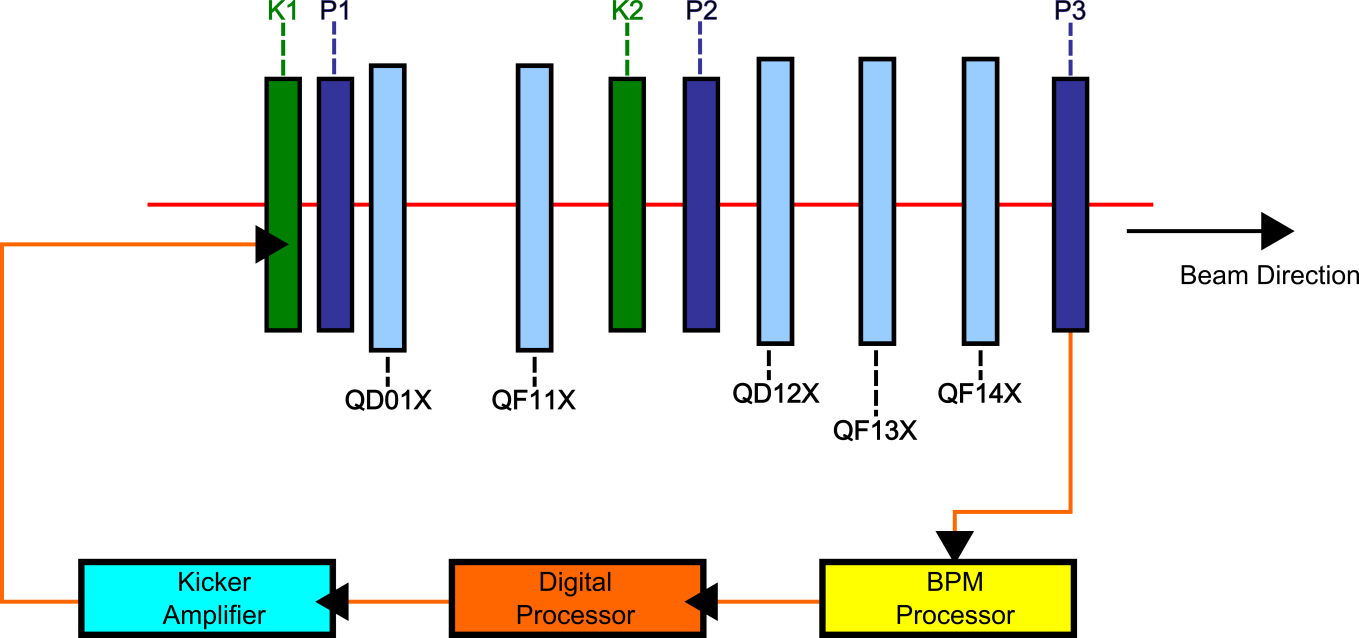 K1 P1 K2 P2 P3
Beam Direction
QD01X QF11X QD12X QF14X
QF13X
Kicker
Amplifier
Digital
Processor
BPM
Processor